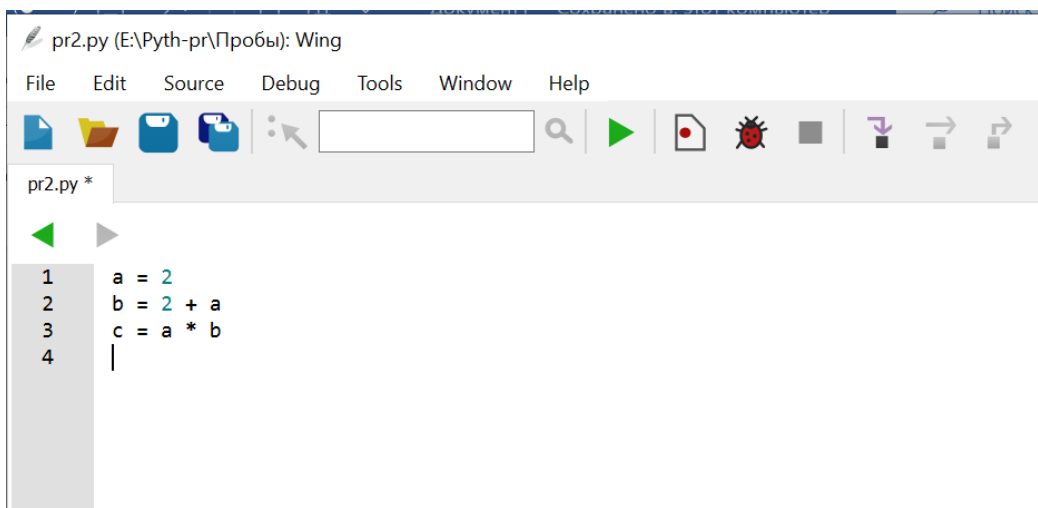 pr2.py (E:\Pyth-pr\Пробы): Wing
File Edit Source Debug Tools Window Help
pr2.py *
1 a = 2
2 b = 2 + a
3 c = a * b
4